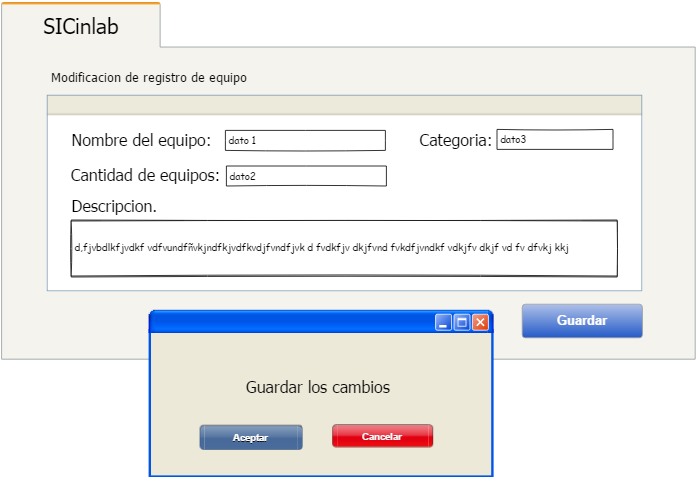 SICinlab
Modificacion de registro de equipo
Nombre del equipo: dato 1 Categoria: dato3
Cantidad de equipos: dato2
Descripcion.
d,fjvbdlkfjvdkf vdfvundfñvkjndfkjvdfkvdjfvndfjvk d fvdkfjv dkjfvnd fvkdfjvndkf vdkjfv dkjf vd fv dfvkj kkj
Guardar
Guardar los cambios
Aceptar Cancelar